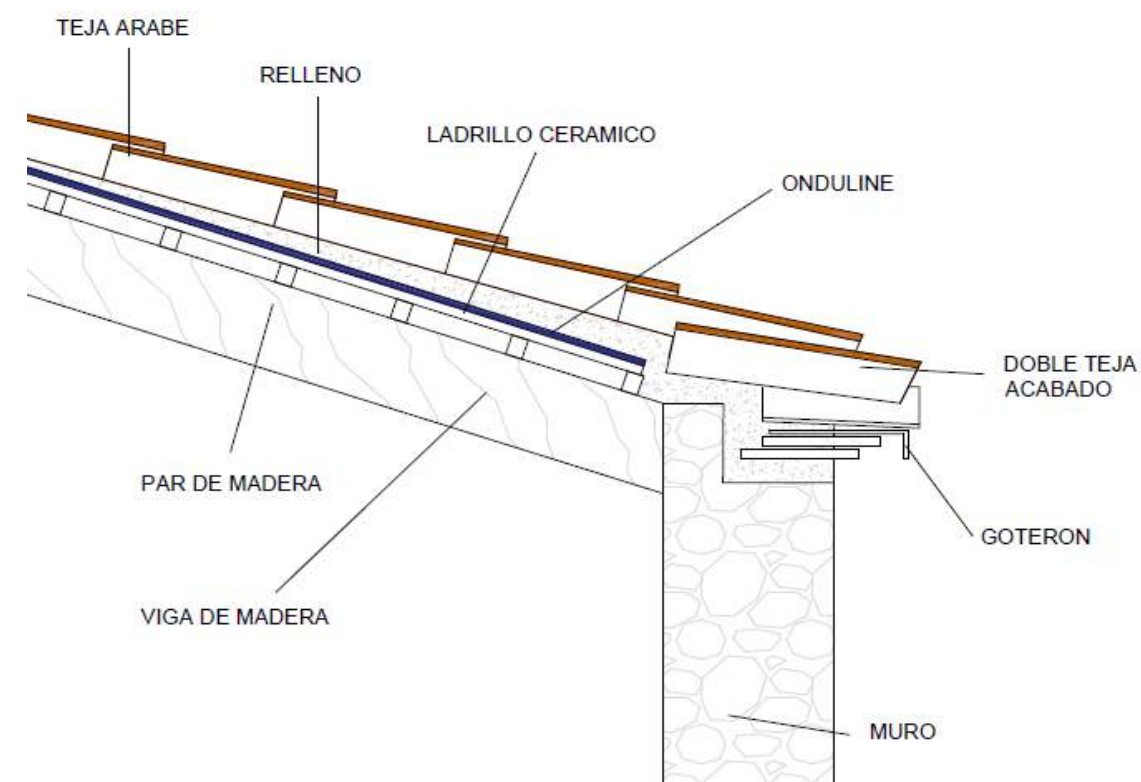 TEJA ARABE
RELLENO
LADRILLO CERAMICO
ONDULINE
DOBLE TEJA
ACABADO
PAR DE MADERA
GOTERON
VIGA DE MADERA
MURO